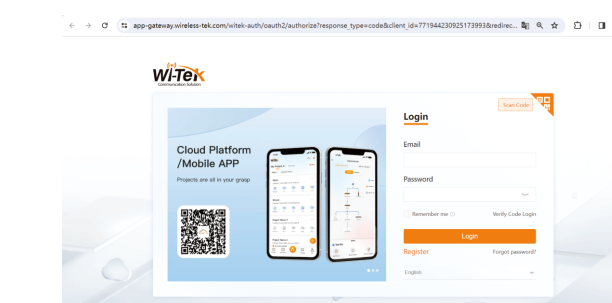 app-gateway.wireless-tek.com/witek-auth/oauth2/authorize?response_type=code&client_id=771944230925173993&redirec...
Wi-Tek
Communication Solution
Scan Code
Login
Cloud Platform
/Mobile APP
Projects are all in your grasp
Email
Password
Remember me
Verify Code Login
Login
Register
Forgot password?
English